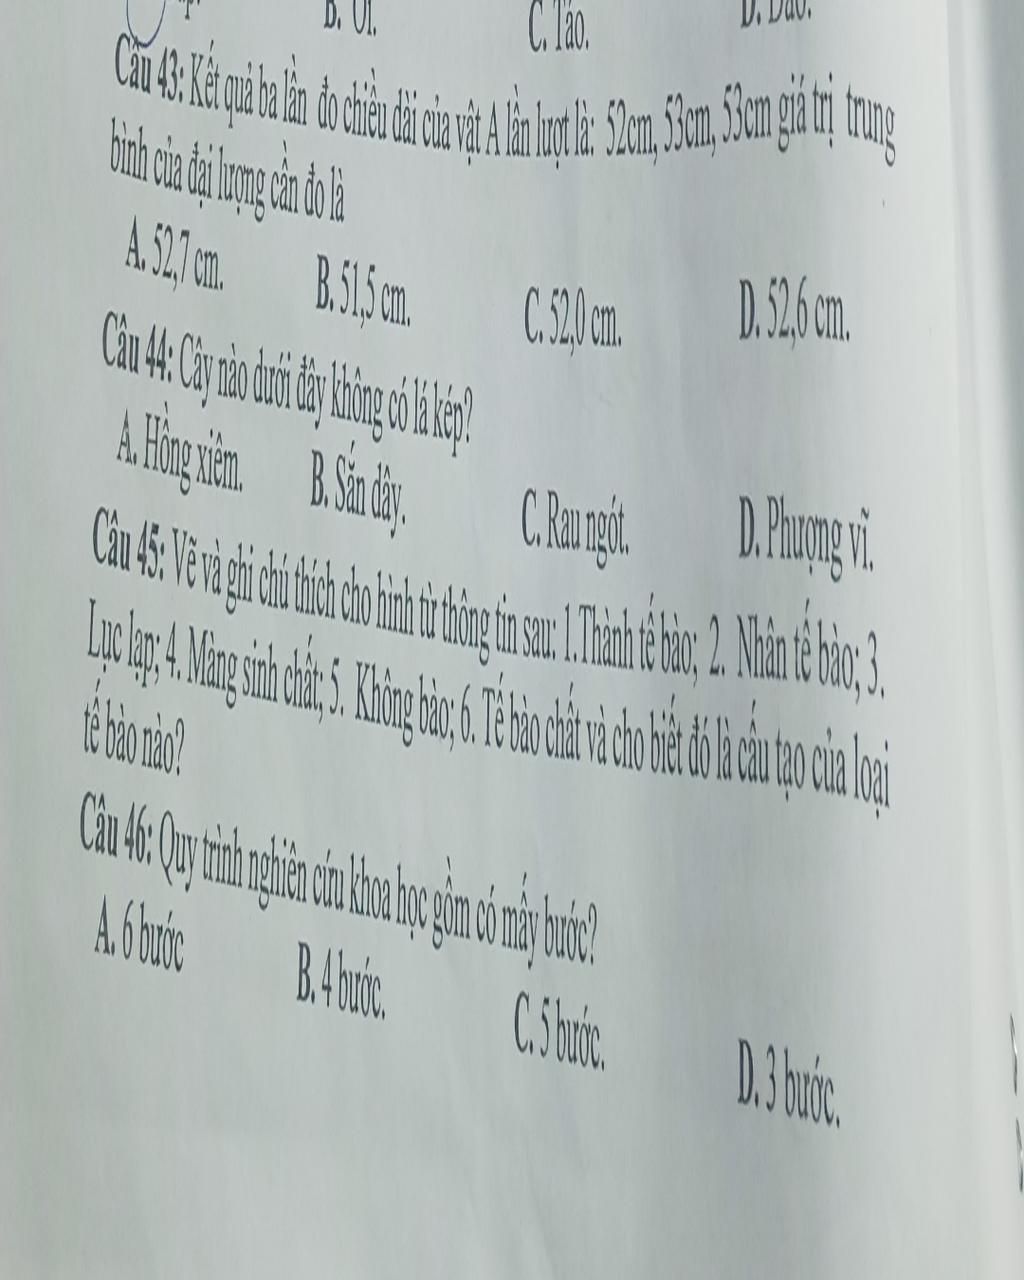 B. Ổi.
C. Táo.
D. Đào.
Câu 43: Kết quả ba lần đo chiều dài của vật A lần lượt là: 52cm, 53cm, 53cm giá trị trung
bình của đại lượng cần đo là
A. 52,7 cm. B. 51,5 cm. C. 52,0 cm. D. 52,6 cm.
Câu 44: Cây nào dưới đây không có lá kép?
A. Hồng xiêm. B. Sắn dây. C. Rau ngót. D. Phượng vĩ.
Câu 45: Vẽ và ghi chú thích cho hình từ thông tin sau: 1.Thành tế bào; 2. Nhân tế bào; 3.
Lục lạp; 4. Màng sinh chất; 5. Không bào; 6. Tế bào chất và cho biết đó là cấu tạo của loại
tế bào nào?
Câu 46: Quy trình nghiên cứu khoa học gồm có mấy bước?
A. 6 bước B. 4 bước. C. 5 bước. D. 3 bước.